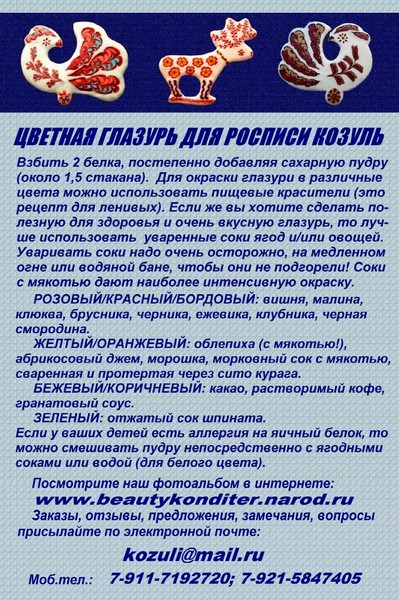 ЦВЕТНАЯ ГЛАЗУРЬ ДЛЯ РОСПИСИ КОЗУЛЬ
Взбить 2 белка, постепенно добавляя сахарную пудру
(около 1,5 стакана). Для окраски глазури в различные
цвета можно использовать пищевые красители (это
рецепт для ленивых). Если же вы хотите сделать по-
лезную для здоровья и очень вкусную глазурь, то луч-
ше использовать уваренные соки ягод и/или овощей.
Уваривать соки надо очень осторожно, на медленном
огне или водяной бане, чтобы они не подгорели! Соки
с мякотью дают наиболее интенсивную окраску.
РОЗОВЫЙ/КРАСНЫЙ/БОРДОВЫЙ: вишня, малина,
клюква, брусника, черника, ежевика, клубника, черная
смородина.
ЖЕЛТЫЙ/ОРАНЖЕВЫЙ: облепиха (с мякотью!),
абрикосовый джем, морошка, морковный сок с мякотью,
сваренная и протертая через сито курага.
БЕЖЕВЫЙ/КОРИЧНЕВЫЙ: какао, растворимый кофе,
гранатовый соус.
ЗЕЛЕНЫЙ: отжатый сок шпината.
Если у ваших детей есть аллергия на яичный белок, то
можно смешивать пудру непосредственно с ягодными
соками или водой (для белого цвета).
Посмотрите наш фотоальбом в интернете:
www.beautykonditer.narod.ru
Заказы, отзывы, предложения, замечания, вопросы
присылайте по электронной почте:
kozuli@mail.ru
Моб.тел.: 7-911-7192720; 7-921-5847405